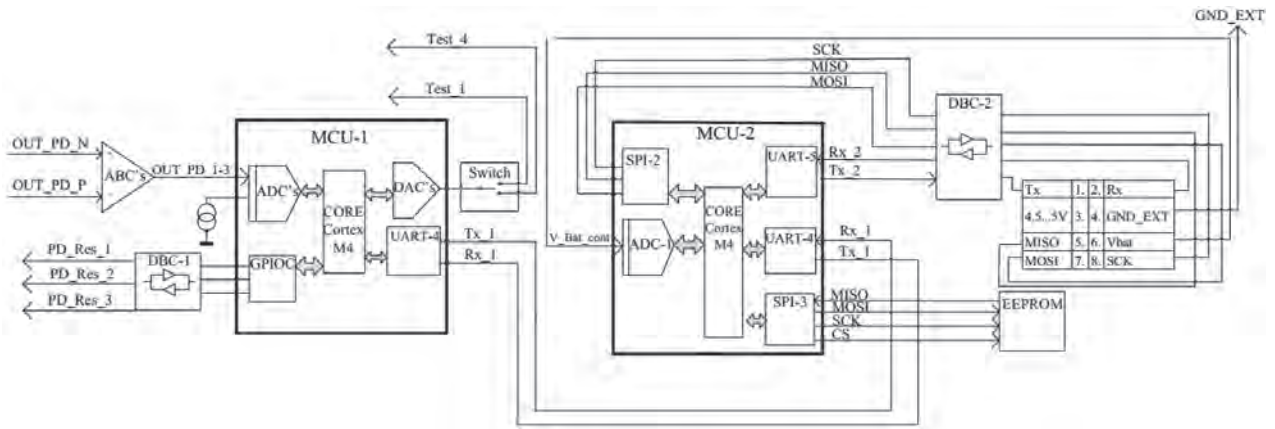 GND_EXT
Test_4
SCK
MISO
MOSI
Test_1
DBC-2
MCU-1
MCU-2
OUT_PD_N
ABC's
OUT_PD_1-3
OUT_PD_P
ADC's
CORE
Cortex
M4
DAC's
Switch
SPI-2
UART-5
Rx_2
Tx_2
Tx 1. 2. Rx
4.5...5V 3. 4. GND_EXT
MISO 5. 6. Vbat
MOSI 7. 8. SCK
UART-4
Tx_1
Rx_1
V_Bat_cont
ADC-1
CORE
Cortex
M4
UART-4
Rx_1
Tx_1
PD_Res_1
PD_Res_2
PD_Res_3
DBC-1
GPIOC
SPI-3
MISO
MOSI
SCK
CS
EEPROM